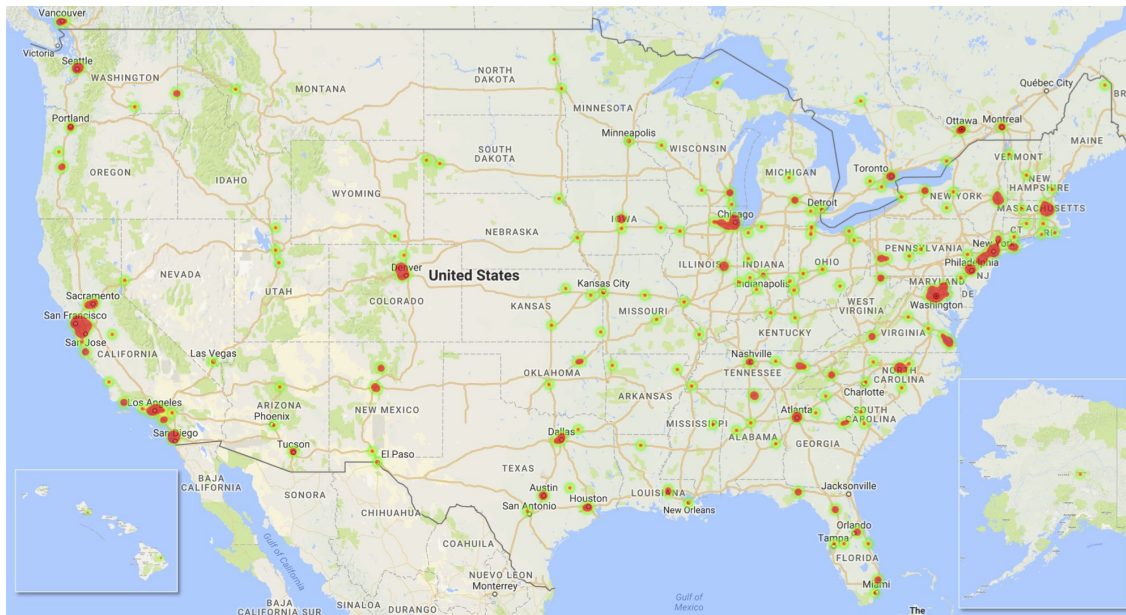 Vancouver
Victoria
Seattle
WASHINGTON
Portland
OREGON
IDAHO
MONTANA
NORTH
DAKOTA
SOUTH
DAKOTA
MINNESOTA
Minneapolis
WISCONSIN
MICHIGAN
Ottawa
Montreal
Québec City
MAINE
VERMONT
NEW
HAMPSHIRE
Toronto
NEW YORK
MASSACHUSETTS
CT
RI
Detroit
Chicago
IOWA
WYOMING
NEBRASKA
NEVADA
UTAH
Denver
United States
COLORADO
KANSAS
Kansas City
MISSOURI
ILLINOIS
INDIANA
Indianapolis
OHIO
PENNSYLVANIA
New York
Philadelphia
NJ
MARYLAND
DE
Washington
WEST
VIRGINIA
VIRGINIA
KENTUCKY
Sacramento
San Francisco
San Jose
CALIFORNIA
Las Vegas
Los Angeles
San Diego
ARIZONA
Phoenix
Tucson
NEW MEXICO
El Paso
OKLAHOMA
ARKANSAS
Nashville
TENNESSEE
NORTH
CAROLINA
Charlotte
SOUTH
CAROLINA
Atlanta
GEORGIA
ALABAMA
MISSISSIPPI
Dallas
TEXAS
Austin
San Antonio
Houston
LOUISIANA
New Orleans
Jacksonville
Orlando
Tampa
FLORIDA
Miami
BAJA
CALIFORNIA
SONORA
CHIHUAHUA
COAHUILA
NUEVO LEON
Monterrey
Gulf of California
BAJA
CALIFORNIA SUR
SINALOA
DURANGO
Gulf of
Mexico
The